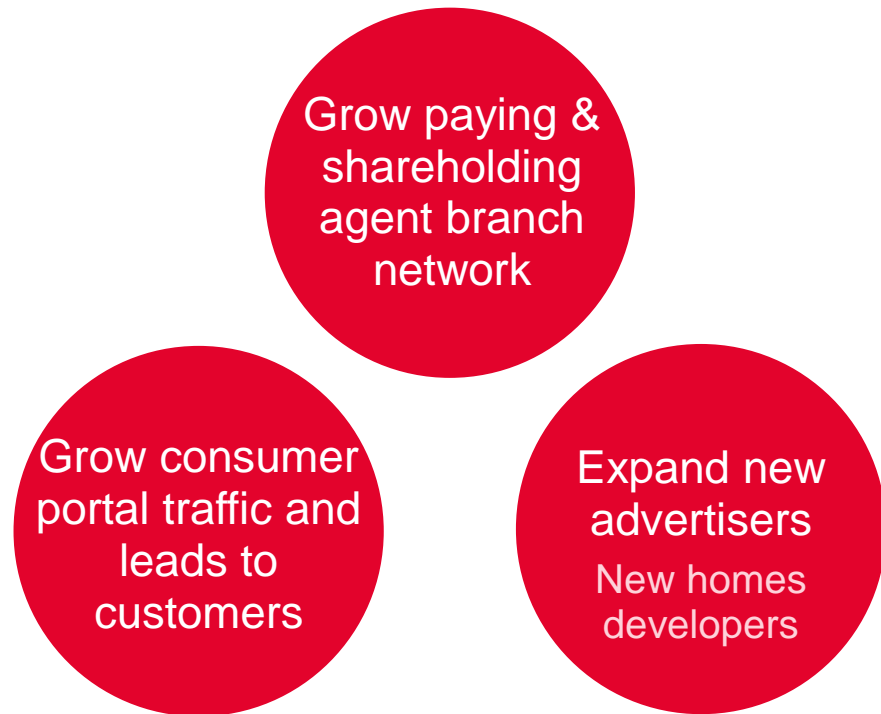 Grow paying &
shareholding
agent branch
network
Grow consumer
portal traffic and
leads to
customers
Expand new
advertisers
New homes
developers